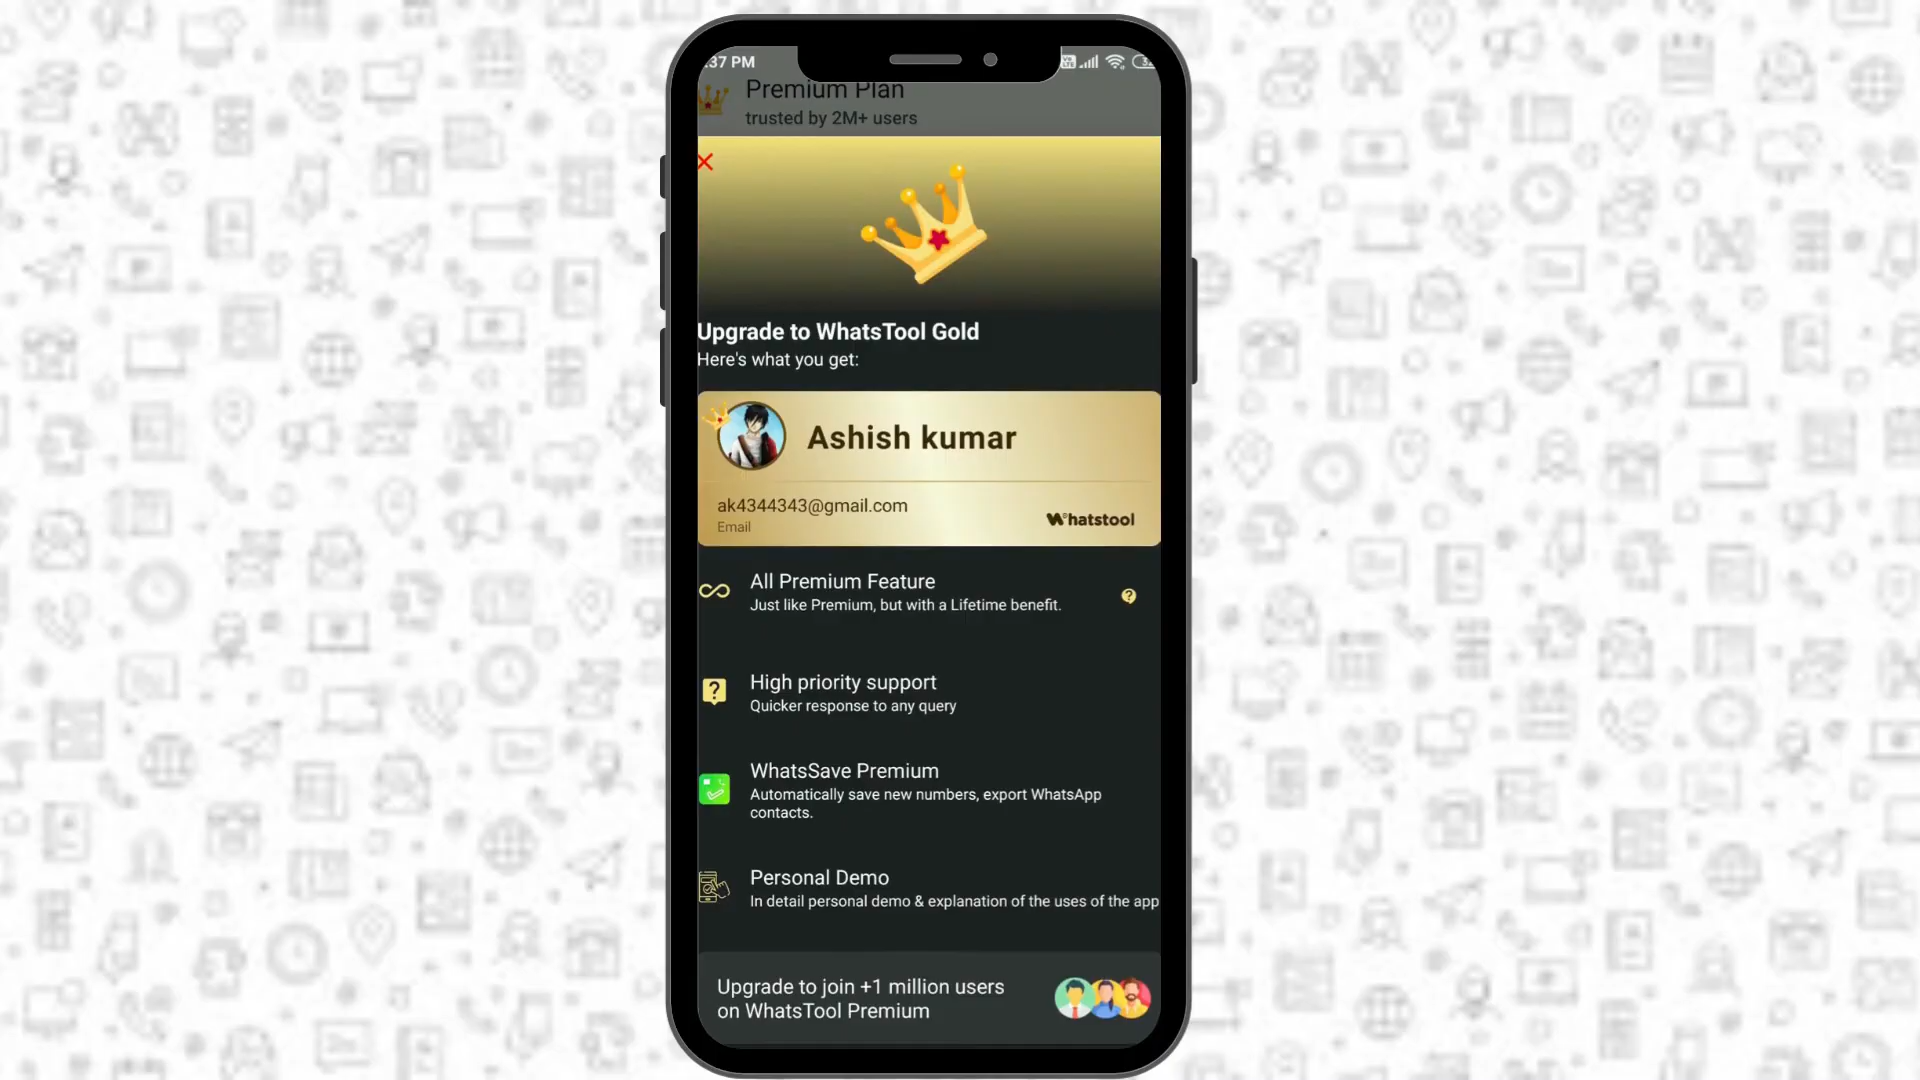 :37 PM
Premium Plan
trusted by 2M+ users
Upgrade to WhatsTool Gold
Here's what you get:
Ashish kumar
ak4344343@gmail.com
Email
Whatstool
All Premium Feature
Just like Premium, but with a Lifetime benefit.
High priority support
Quicker response to any query
WhatsSave Premium
Automatically save new numbers, export WhatsApp
contacts.
Personal Demo
In detail personal demo & explanation of the uses of the app
Upgrade to join +1 million users
on WhatsTool Premium